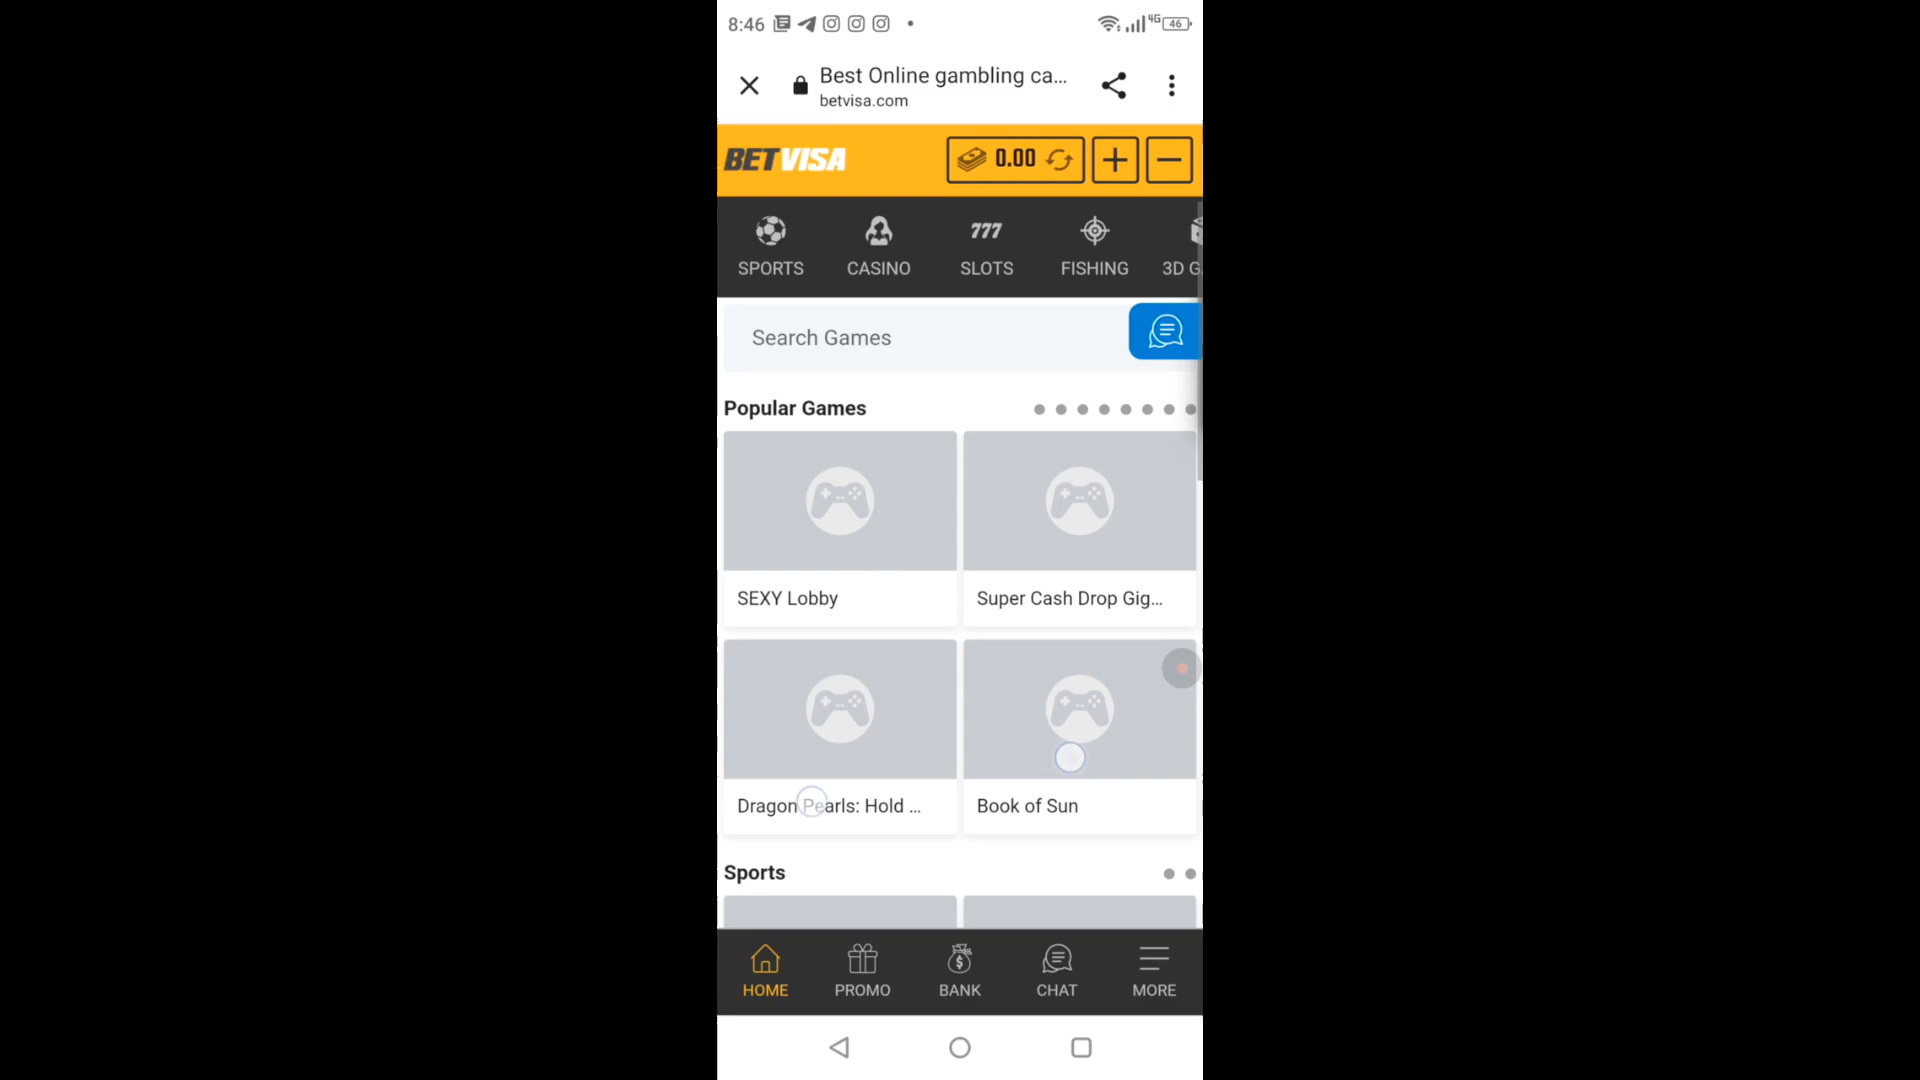 8:46
4G
46
Best Online gambling ca...
betvisa.com
BETVISA
0.00
SPORTS
CASINO
777
SLOTS
FISHING
3D G
Search Games
Popular Games
SEXY Lobby
Super Cash Drop Gig...
Dragon Pearls: Hold ...
Book of Sun
Sports
HOME
PROMO
BANK
CHAT
MORE